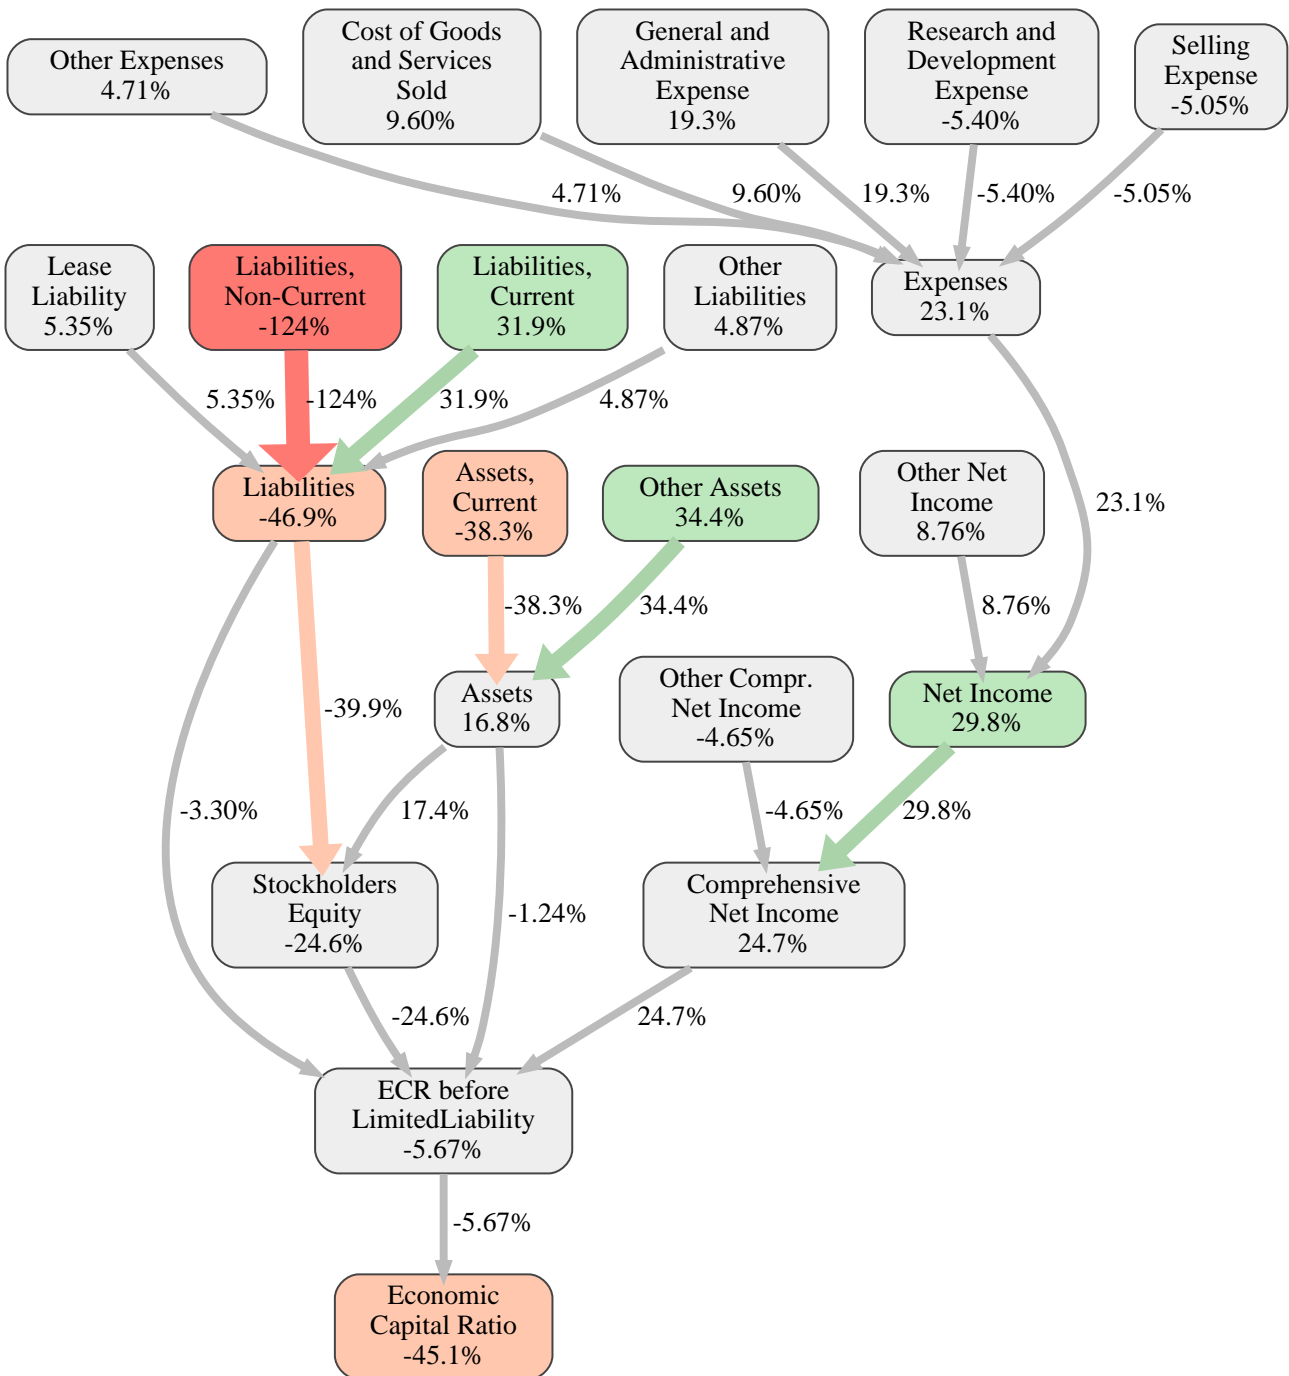 Other Expenses
4.71%
Cost of Goods
and Services
Sold
9.60%
General and
Administrative
Expense
19.3%
Research and
Development
Expense
-5.40%
Selling
Expense
-5.05%
4.71%
9.60%
19.3%
-5.40%
-5.05%
Lease
Liability
5.35%
Liabilities,
Non-Current
-124%
Liabilities,
Current
31.9%
Other
Liabilities
4.87%
Expenses
23.1%
5.35%
-124%
31.9%
4.87%
23.1%
Liabilities
-46.9%
Assets,
Current
-38.3%
Other Assets
34.4%
Other Net
Income
8.76%
-38.3%
34.4%
8.76%
-39.9%
Assets
16.8%
Other Compr.
Net Income
-4.65%
Net Income
29.8%
-3.30%
17.4%
-4.65%
29.8%
Stockholders
Equity
-24.6%
-1.24%
Comprehensive
Net Income
24.7%
-24.6%
24.7%
ECR before
LimitedLiability
-5.67%
-5.67%
Economic
Capital Ratio
-45.1%